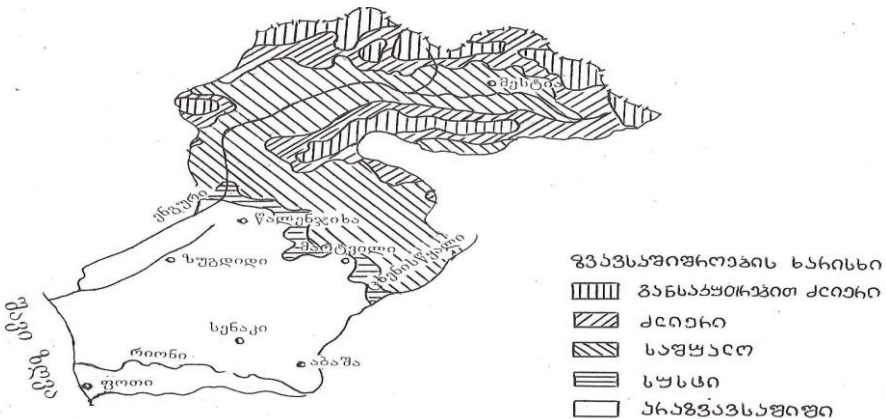 მესტია
ენგური
წალენჯიხა
მარტვილი
ცხენისწყალი
ზუგდიდი
სენაკი
შავი ზღვა
რიონი
აბაშა
ფოთი
ზვავსაშიშროების ხარისხი
განსაკუთრებით ძლიერი
ძლიერი
საშუალო
სუსტი
არაზვავსაშიში